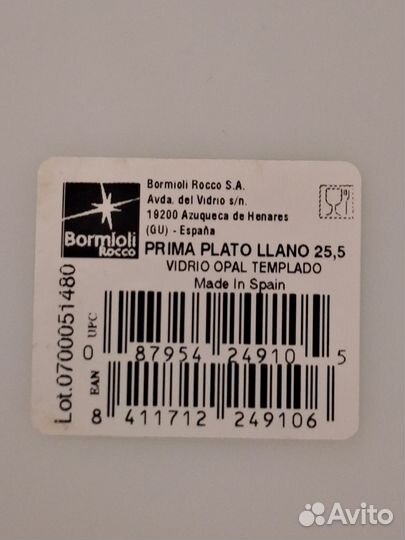 Bormioli Rocco S.A.
Avda. del Vidrio s/n.
19200 Azuqueca de Henares
(GU) - España
Bormioli
Rocco
PRIMA PLATO LLANO 25,5
VIDRIO OPAL TEMPLADO
Made In Spain
Lot.0700051480
UPC
0 87954 24910 5
EAN
8 411712 249106
Avito